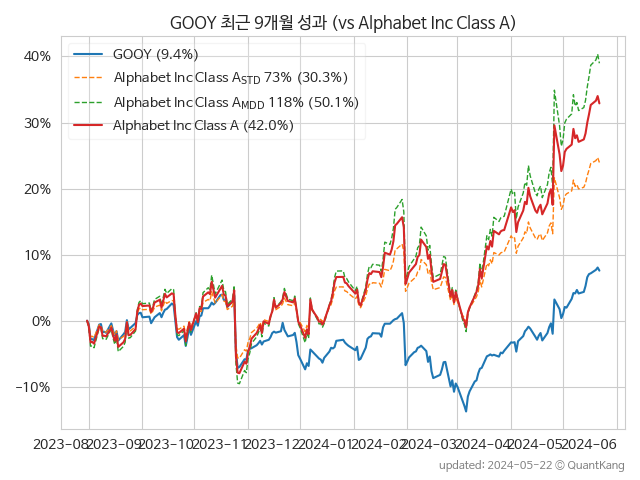 GOOY 최근 9개월 성과 (vs Alphabet Inc Class A)
GOOY (9.4%)
Alphabet Inc Class A_STD 73% (30.3%)
Alphabet Inc Class A_MDD 118% (50.1%)
Alphabet Inc Class A (42.0%)
40%
30%
20%
10%
0%
−10%
2023-08 2023-09 2023-10 2023-11 2023-12 2024-01 2024-02 2024-03 2024-04 2024-05 2024-06
updated: 2024-05-22 © QuantKang